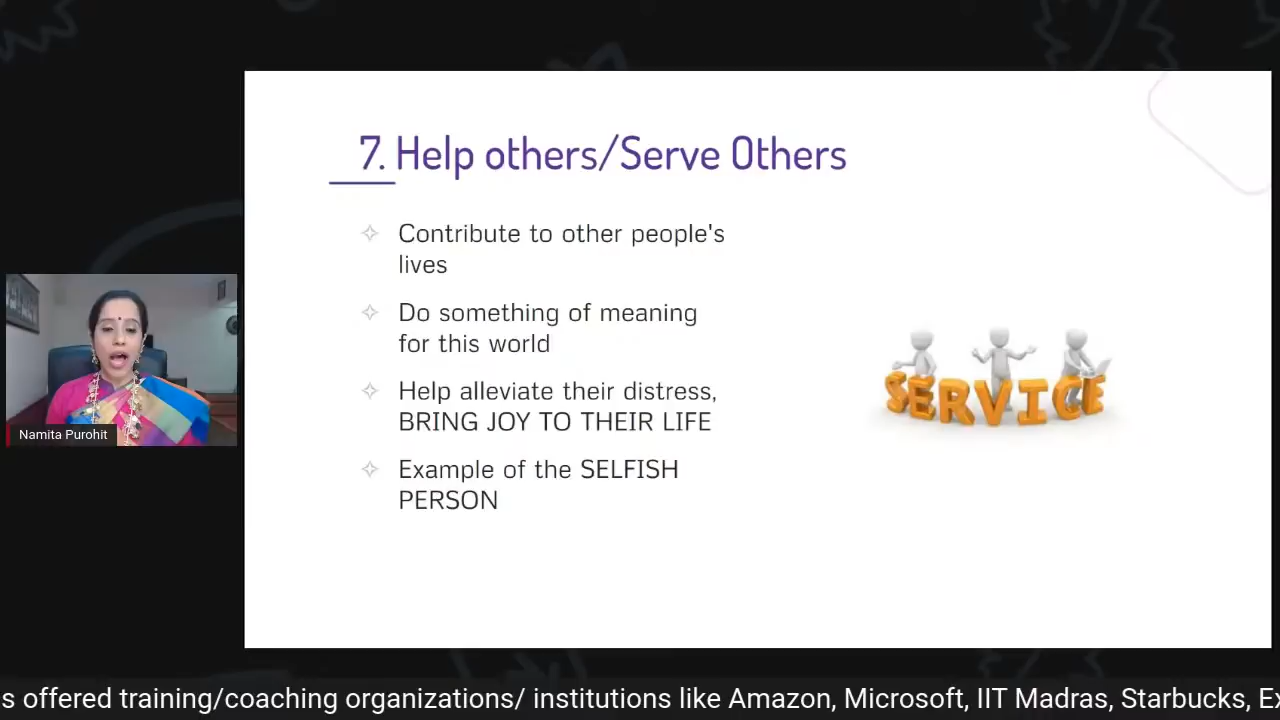 7. Help others/Serve Others
Contribute to other people's
lives
Do something of meaning
for this world
Help alleviate their distress,
BRING JOY TO THEIR LIFE
Example of the SELFISH
PERSON
SERVICE
Namita Purohit
s offered training/coaching organizations/ institutions like Amazon, Microsoft, IIT Madras, Starbucks,